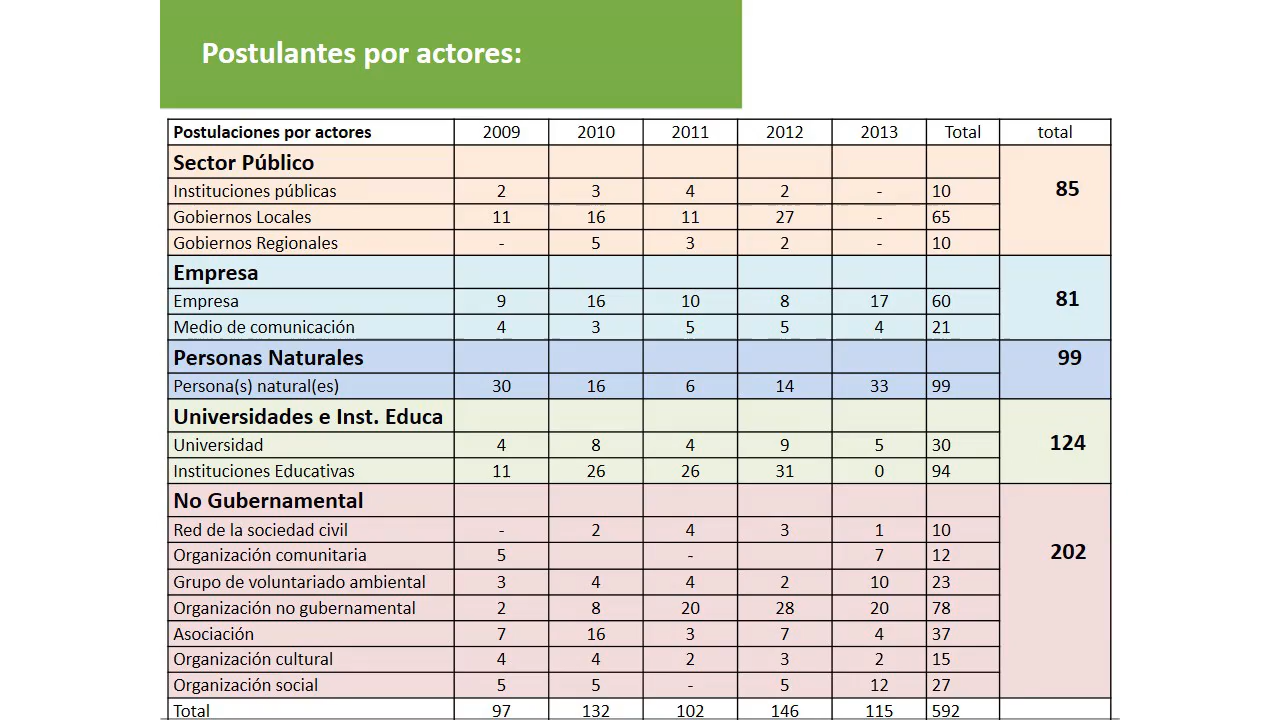 Postulantes por actores:
Postulaciones por actores 2009 2010 2011 2012 2013 Total total
Sector Público 85
Instituciones públicas 2 3 4 2 - 10
Gobiernos Locales 11 16 11 27 - 65
Gobiernos Regionales - 5 3 2 - 10
Empresa 81
Empresa 9 16 10 8 17 60
Medio de comunicación 4 3 5 5 4 21
Personas Naturales 99
Persona(s) natural(es) 30 16 6 14 33 99
Universidades e Inst. Educa 124
Universidad 4 8 4 9 5 30
Instituciones Educativas 11 26 26 31 0 94
No Gubernamental 202
Red de la sociedad civil - 2 4 3 1 10
Organización comunitaria 5 - 7 12
Grupo de voluntariado ambiental 3 4 4 2 10 23
Organización no gubernamental 2 8 20 28 20 78
Asociación 7 16 3 7 4 37
Organización cultural 4 4 2 3 2 15
Organización social 5 5 - 5 12 27
Total 97 132 102 146 115 592